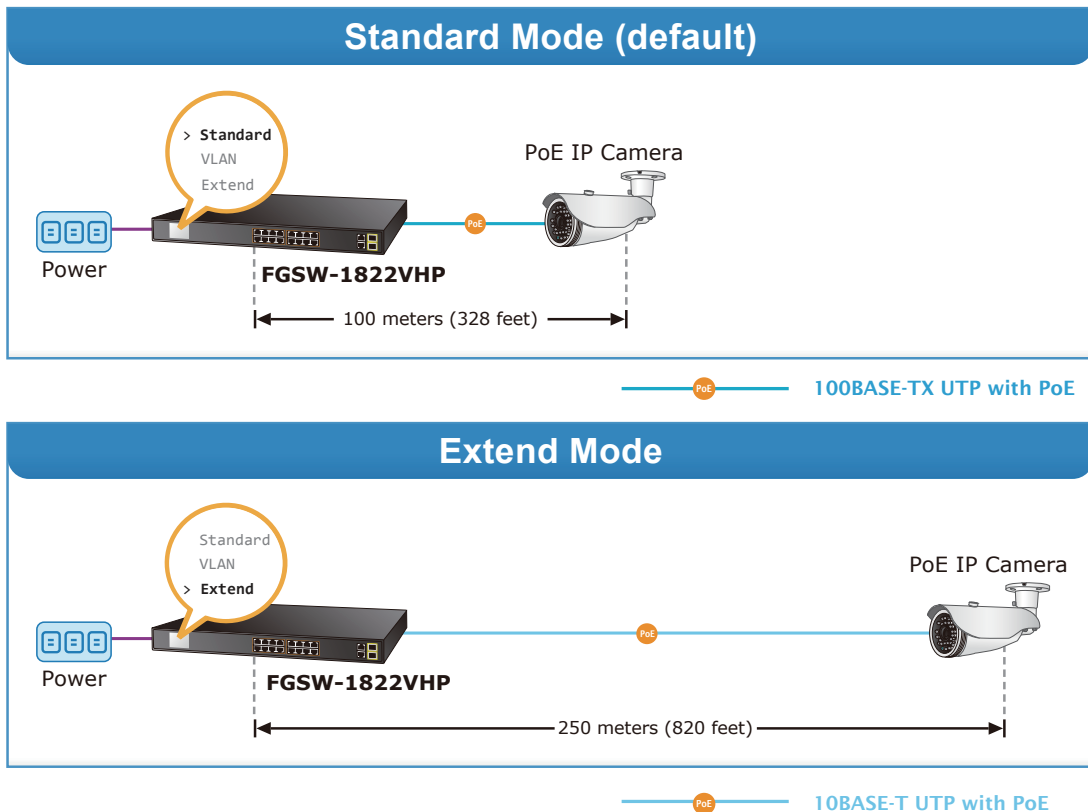 Standard Mode (default)
> Standard
VLAN
Extend
PoE IP Camera
PoE
Power
FGSW-1822VHP
100 meters (328 feet)
PoE
100BASE-TX UTP with PoE
Extend Mode
Standard
VLAN
> Extend
PoE IP Camera
PoE
Power
FGSW-1822VHP
250 meters (820 feet)
PoE
10BASE-T UTP with PoE